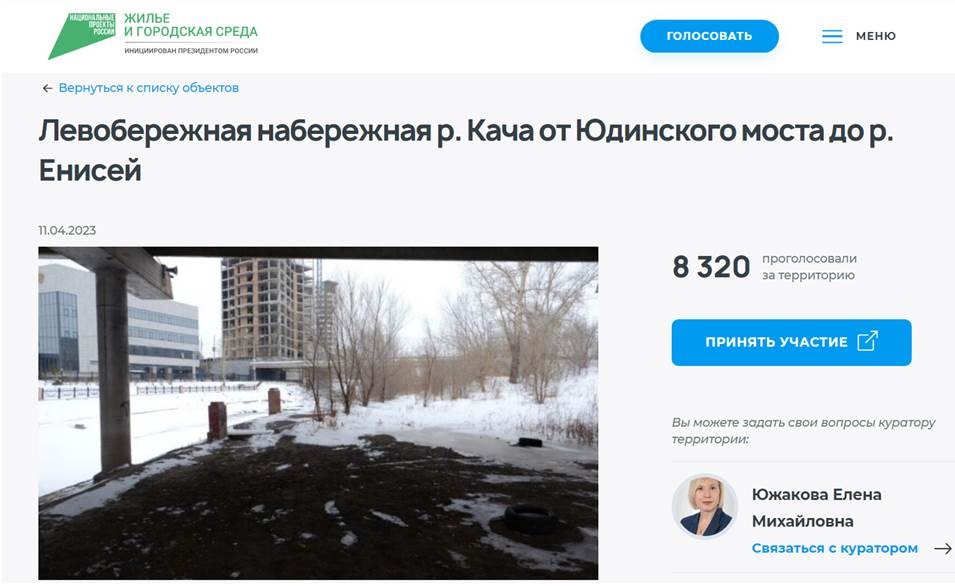 НАЦИОНАЛЬНЫЕ
ПРОЕКТЫ
РОССИИ
ЖИЛЬЕ
И ГОРОДСКАЯ СРЕДА
ИНИЦИИРОВАН ПРЕЗИДЕНТОМ РОССИИ
ГОЛОСОВАТЬ
МЕНЮ
← Вернуться к списку объектов
Левобережная набережная р. Кача от Юдинского моста до р.
Енисей
11.04.2023
8 320
проголосовали
за территорию
ПРИНЯТЬ УЧАСТИЕ
Вы можете задать свои вопросы куратору
территории:
Южакова Елена
Михайловна
Связаться с куратором →